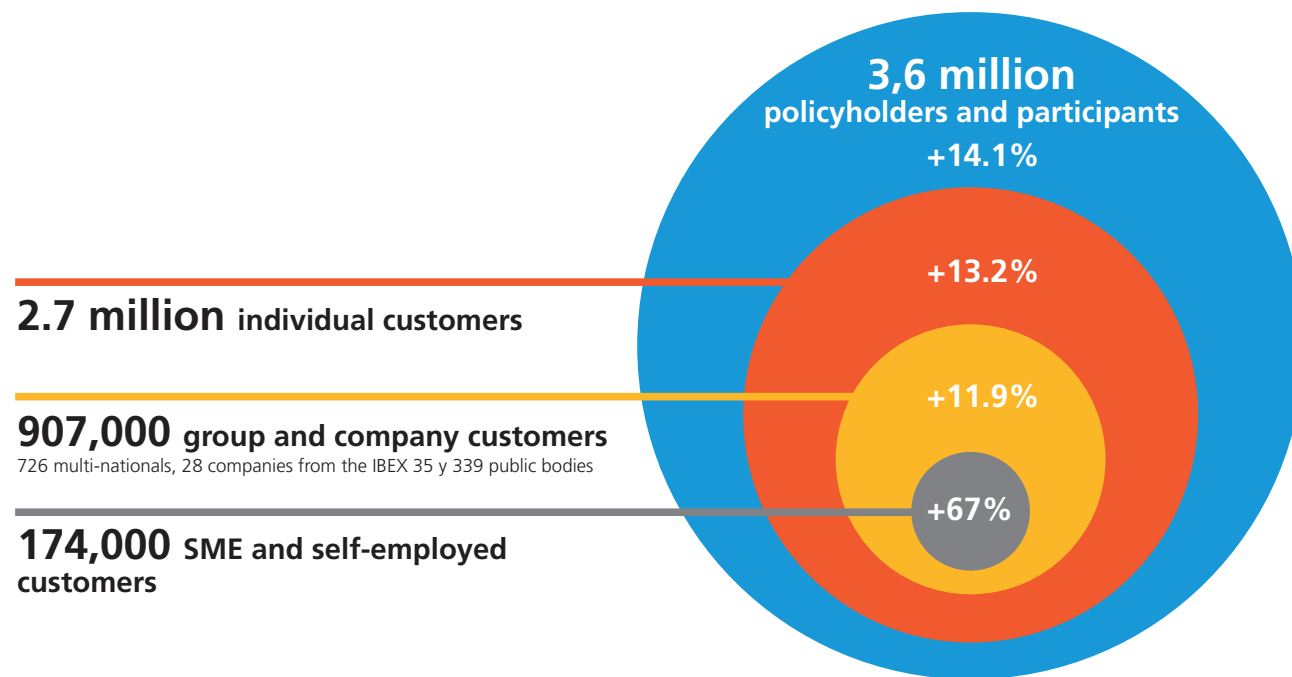 3,6 million
policyholders and participants
+14.1%
+13.2%
2.7 million individual customers
+11.9%
907,000 group and company customers
726 multi-nationals, 28 companies from the IBEX 35 y 339 public bodies
+67%
174,000 SME and self-employed
customers